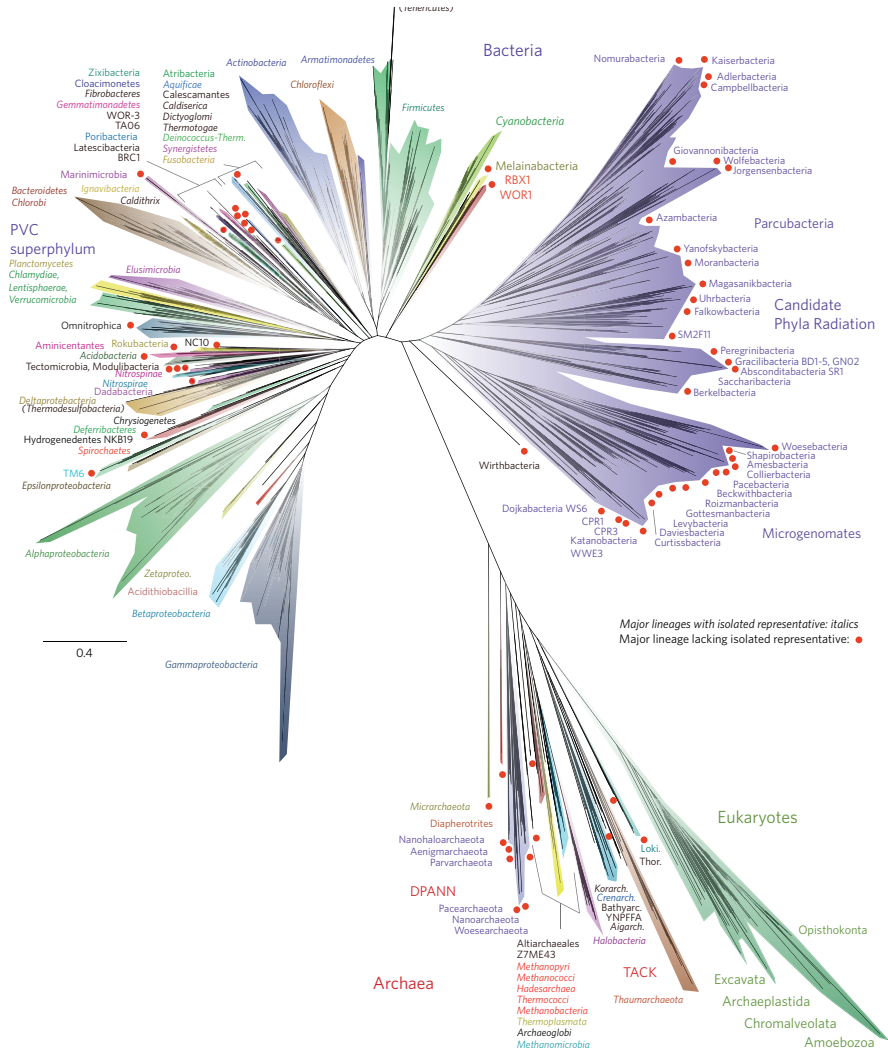 (Tenericutes)
Bacteria
Actinobacteria
Armatimonadetes
Chloroflexi
Firmicutes
Cyanobacteria
Melainabacteria
RBX1
WOR1
Zixibacteria
Cloacimonetes
Fibrobacteres
Gemmatimonadetes
WOR-3
TA06
Poribacteria
Latescibacteria
BRC1
Atribacteria
Aquificae
Calescamantes
Caldiserica
Dictyoglomi
Thermotogae
Deinococcus-Therm.
Synergistetes
Fusobacteria
Marinimicrobia
Bacteroidetes
Chlorobi
Ignavibacteria
Caldithrix
PVC
superphylum
Planctomycetes
Chlamydiae,
Lentisphaerae,
Verrucomicrobia
Elusimicrobia
Omnitrophica
Aminicentantes
Rokubacteria
NC10
Acidobacteria
Tectomicrobia, Modulibacteria
Nitrospinae
Nitrospirae
Dadabacteria
Deltaprotebacteria
(Thermodesulfobacteria)
Chrysiogenetes
Deferribacteres
Hydrogenedentes NKB19
Spirochaetes
TM6
Epsilonproteobacteria
Alphaproteobacteria
Zetaproteo.
Acidithiobacillia
Betaproteobacteria
Gammaproteobacteria
0.4
Nomurabacteria
Kaiserbacteria
Adlerbacteria
Campbellbacteria
Giovannonibacteria
Wolfebacteria
Jorgensenbacteria
Azambacteria
Parcubacteria
Yanofskybacteria
Moranbacteria
Magasanikbacteria
Uhrbacteria
Falkowbacteria
Candidate
Phyla Radiation
SM2F11
Peregrinibacteria
Gracilibacteria BD1-5, GN02
Absconditabacteria SR1
Saccharibacteria
Berkelbacteria
Woesebacteria
Shapirobacteria
Amesbacteria
Collierbacteria
Pacebacteria
Beckwithbacteria
Roizmanbacteria
Gottesmanbacteria
Levybacteria
Daviesbacteria
Curtissbacteria
Microgenomates
Wirthbacteria
Dojkabacteria WS6
CPR1
CPR3
Katanobacteria
WWE3
Major lineages with isolated representative: italics
Major lineage lacking isolated representative:
Micrarchaeota
Diapherotrites
Nanohaloarchaeota
Aenigmarchaeota
Parvarchaeota
DPANN
Pacearchaeota
Nanoarchaeota
Woesearchaeota
Archaea
Altiarchaeales
Z7ME43
Methanopyri
Methanococci
Hadesarchaea
Thermococci
Methanobacteria
Thermoplasmata
Archaeoglobi
Methanomicrobia
Halobacteria
Korarch.
Crenarch.
Bathyarc.
YNPFFA
Aigarch.
TACK
Thaumarchaeota
Loki.
Thor.
Eukaryotes
Opisthokonta
Excavata
Archaeplastida
Chromalveolata
Amoebozoa